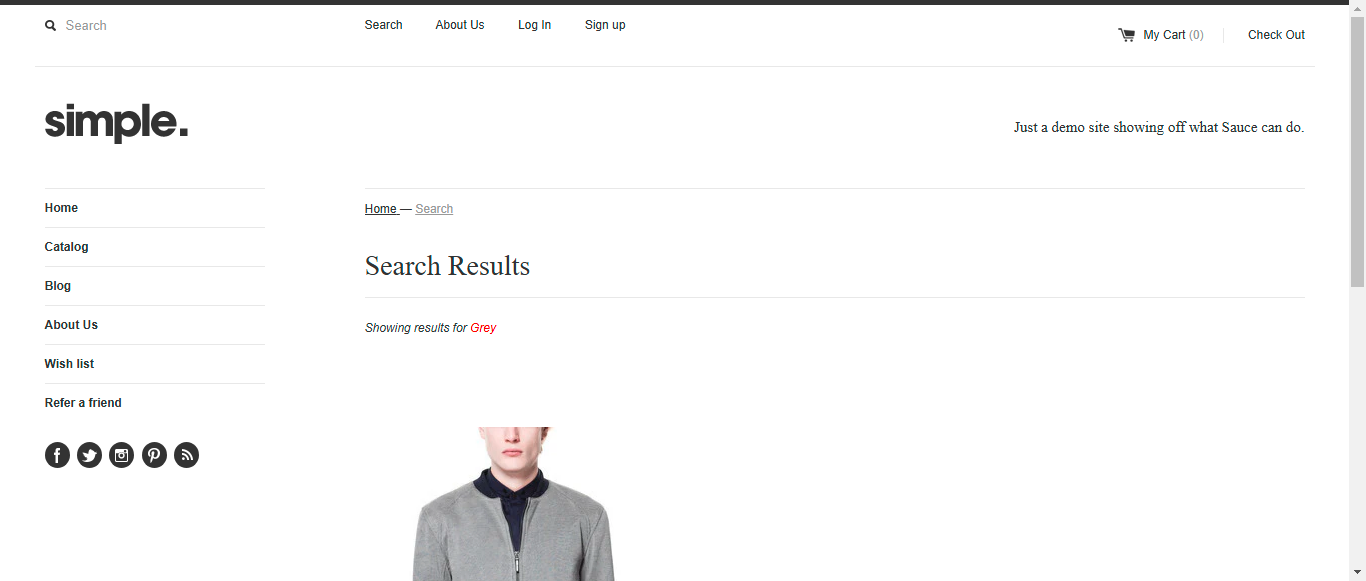 Search
Search About Us Log In Sign up
My Cart (0) Check Out
simple.
Just a demo site showing off what Sauce can do.
Home
Catalog
Blog
About Us
Wish list
Refer a friend
Home — Search
Search Results
Showing results for Grey